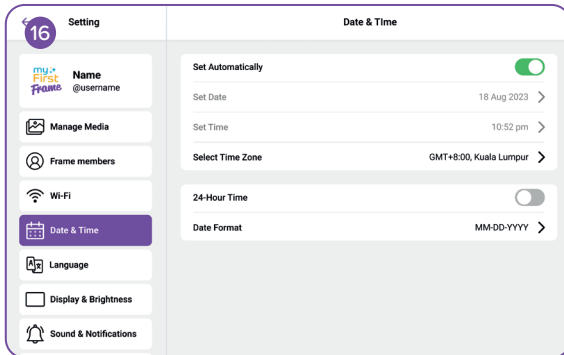 16
Setting
Date & TIme
my
First
Frame
Name
@username
Manage Media
Frame members
Wi-Fi
Date & Time
Language
Display & Brightness
Sound & Notifications
Set Automatically
Set Date 18 Aug 2023
Set Time 10:52 pm
Select Time Zone GMT+8:00, Kuala Lumpur
24-Hour Time
Date Format MM-DD-YYYY